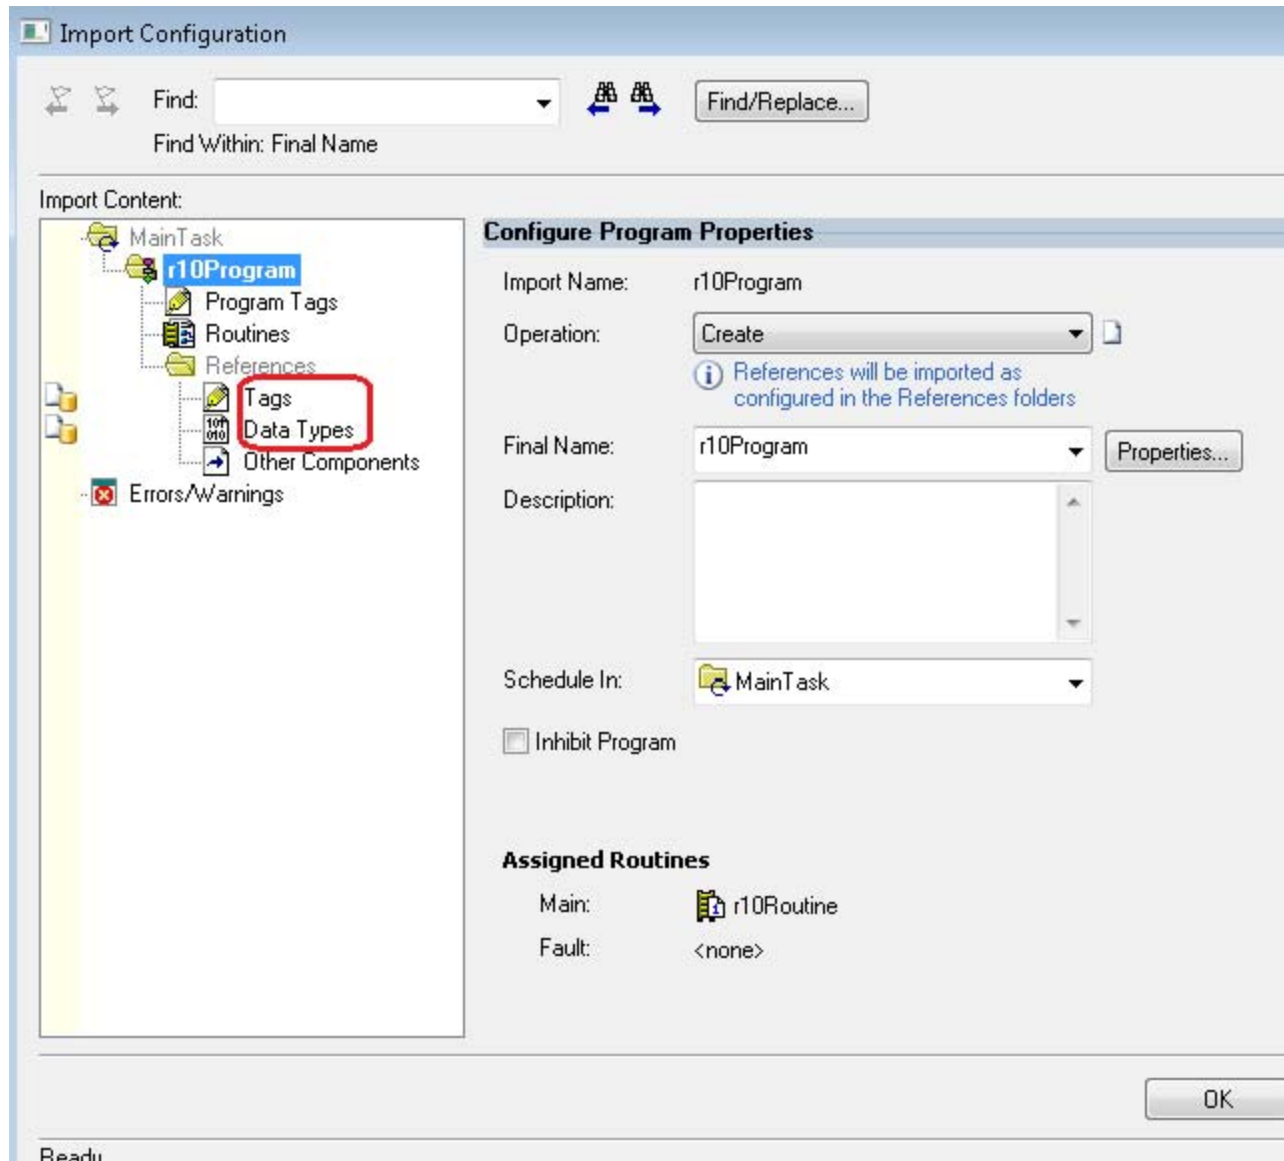 Import Configuration
Find:
Find/Replace...
Find Within: Final Name
Import Content:
MainTask
r10Program
Program Tags
Routines
References
Tags
Data Types
Other Components
Errors/Warnings
Configure Program Properties
Import Name: r10Program
Operation: Create
References will be imported as
configured in the References folders
Final Name: r10Program Properties...
Description:
Schedule In: MainTask
Inhibit Program
Assigned Routines
Main: r10Routine
Fault: <none>
OK
Ready